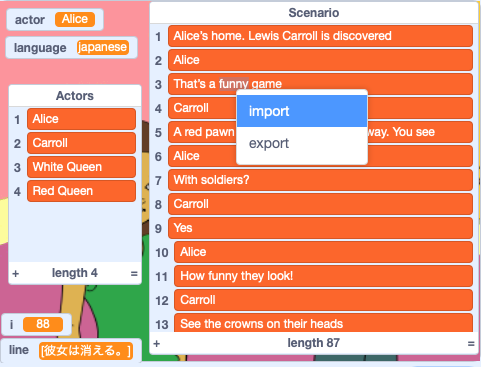 actor Alice
language japanese
Actors
1 Alice
2 Carroll
3 White Queen
4 Red Queen
+ length 4 =
i 88
line [彼女は消える。]
Scenario
1 Alice's home. Lewis Carroll is discovered
2 Alice
3 That's a funny game
4 Carroll
5 A red pawn way. You see
6 Alice
7 With soldiers?
8 Carroll
9 Yes
10 Alice
11 How funny they look!
12 Carroll
13 See the crowns on their heads
+ length 87 =
import
export